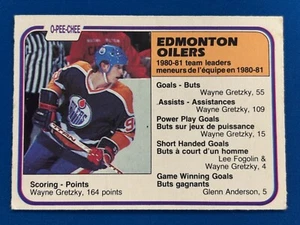 O-PEE-CHEE
EDMONTON
OILERS
1980-81 team leaders
meneurs de l'équipe en 1980-81
Goals - Buts
Wayne Gretzky, 55
Assists - Assistances
Wayne Gretzky, 109
Power Play Goals
Buts sur jeux de puissance
Wayne Gretzky, 15
Short Handed Goals
Buts à court d'un homme
Lee Fogolin &
Wayne Gretzky, 4
Game Winning Goals
Buts gagnants
Glenn Anderson, 5
Scoring - Points
Wayne Gretzky, 164 points